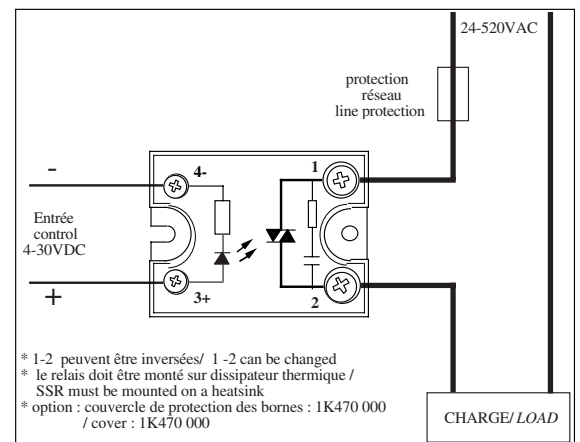 24-520VAC
protection
réseau
line protection
-
4-
1
Entrée
control
4-30VDC
+
3+
2
* 1-2 peuvent être inversées/ 1 -2 can be changed
* le relais doit être monté sur dissipateur thermique /
SSR must be mounted on a heatsink
* option : couvercle de protection des bornes : 1K470 000
/ cover : 1K470 000
CHARGE/ LOAD